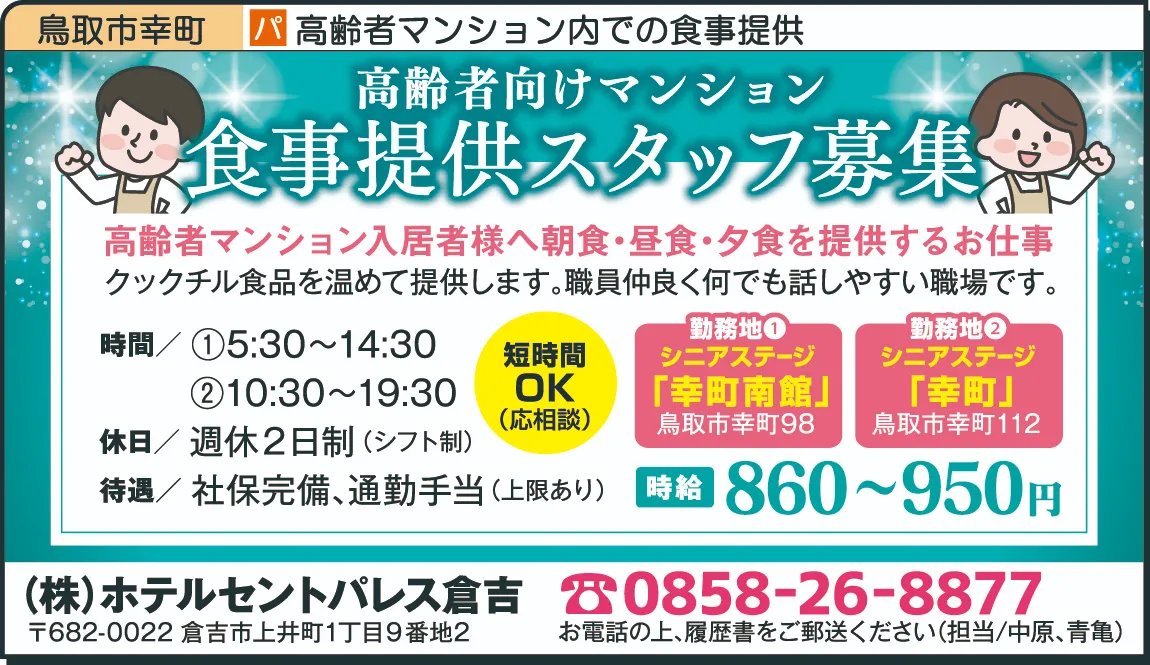 鳥取市幸町 パ 高齢者マンション内での食事提供
高齢者向けマンション
食事提供スタッフ募集
高齢者マンション入居者様へ朝食・昼食・夕食を提供するお仕事
クックチル食品を温めて提供します。職員仲良く何でも話しやすい職場です。
時間／ ①5:30〜14:30
②10:30〜19:30
休日／ 週休2日制（シフト制）
待遇／ 社保完備、通勤手当（上限あり）
短時間
OK
（応相談）
勤務地❶
シニアステージ
「幸町南館」
鳥取市幸町98
勤務地❷
シニアステージ
「幸町」
鳥取市幸町112
時給 860〜950円
（株）ホテルセントパレス倉吉
〒682-0022 倉吉市上井町1丁目9番地2
☎0858-26-8877
お電話の上、履歴書をご郵送ください（担当/中原、青亀）